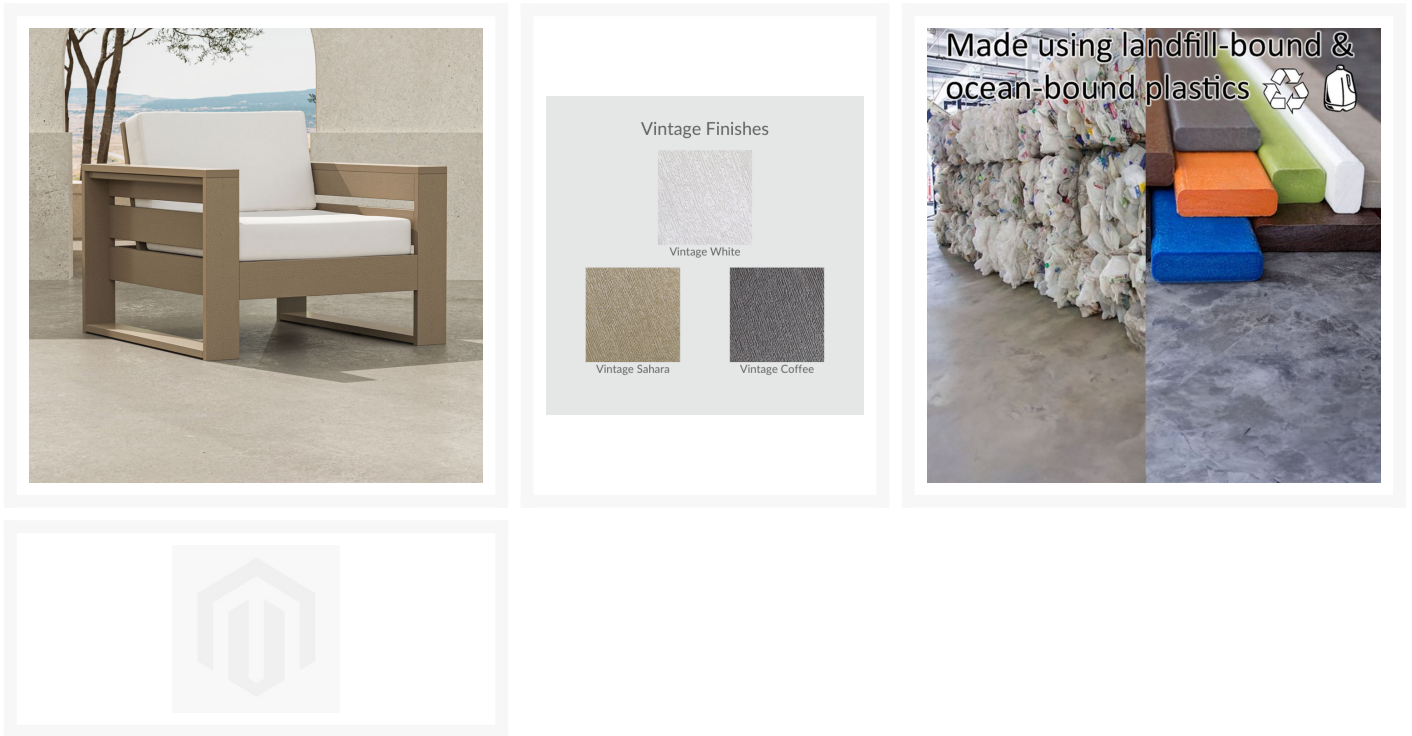 Vintage Finishes
Vintage White
Vintage Sahara
Vintage Coffee
Made using landfill-bound &
ocean-bound plastics